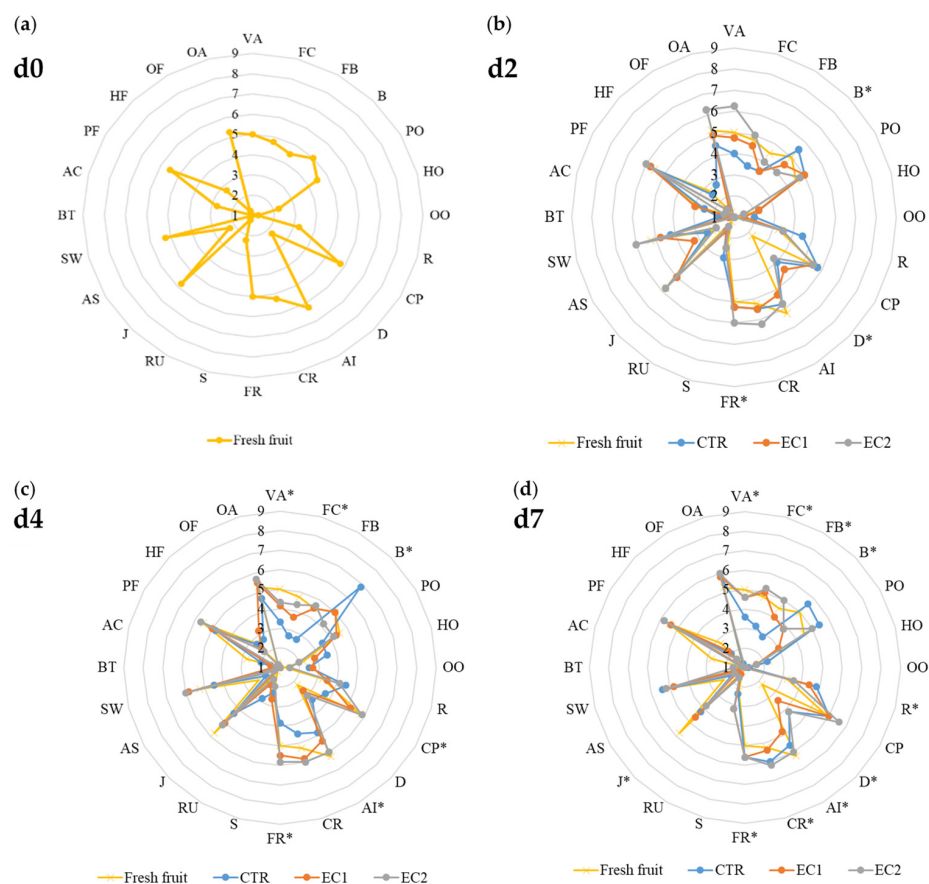 (a)
d0
VA
FC
FB
B
PO
HO
OO
R
CP
D
AI
CR
FR
S
RU
J
AS
SW
BT
AC
PF
HF
OF
OA
9
8
7
6
5
4
3
2
1
Fresh fruit
(b)
d2
VA
FC
FB
B*
PO
HO
OO
R
CP
D*
AI
CR
FR*
S
RU
J
AS
SW
BT
AC
PF
HF
OF
OA
9
8
7
6
5
4
3
2
1
Fresh fruit CTR EC1 EC2
(c)
d4
VA*
FC*
FB
B*
PO
HO
OO
R
CP*
D
AI*
CR
FR*
S
RU
J
AS
SW
BT
AC
PF
HF
OF
OA
9
8
7
6
5
4
3
2
1
Fresh fruit CTR EC1 EC2
(d)
d7
VA*
FC*
FB*
B*
PO
HO
OO
R*
CP
D*
AI*
CR*
FR*
S
RU
J*
AS
SW
BT
AC
PF
HF
OF
OA
9
8
7
6
5
4
3
2
1
Fresh fruit CTR EC1 EC2